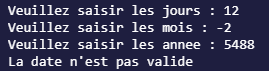 Veuillez saisir les jours : 12
Veuillez saisir les mois : -2
Veuillez saisir les annee : 5488
La date n'est pas valide